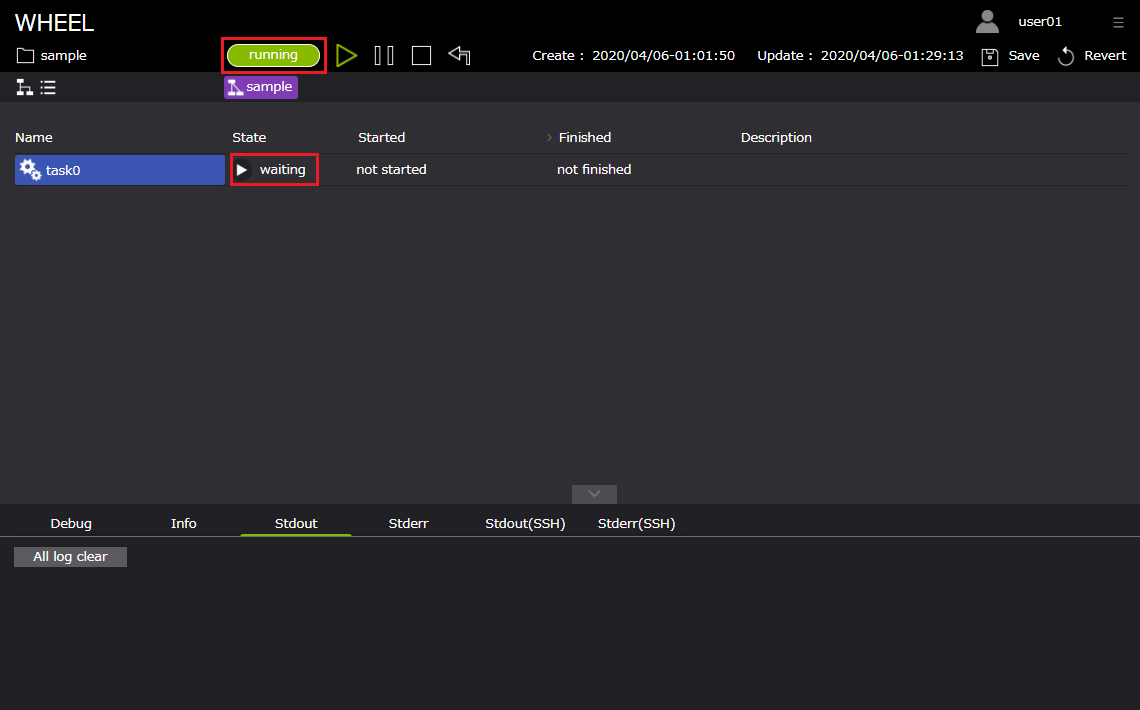 WHEEL
user01
sample running Create : 2020/04/06-01:01:50 Update : 2020/04/06-01:29:13 Save Revert
sample
Name State Started Finished Description
task0 waiting not started not finished
Debug Info Stdout Stderr Stdout(SSH) Stderr(SSH)
All log clear